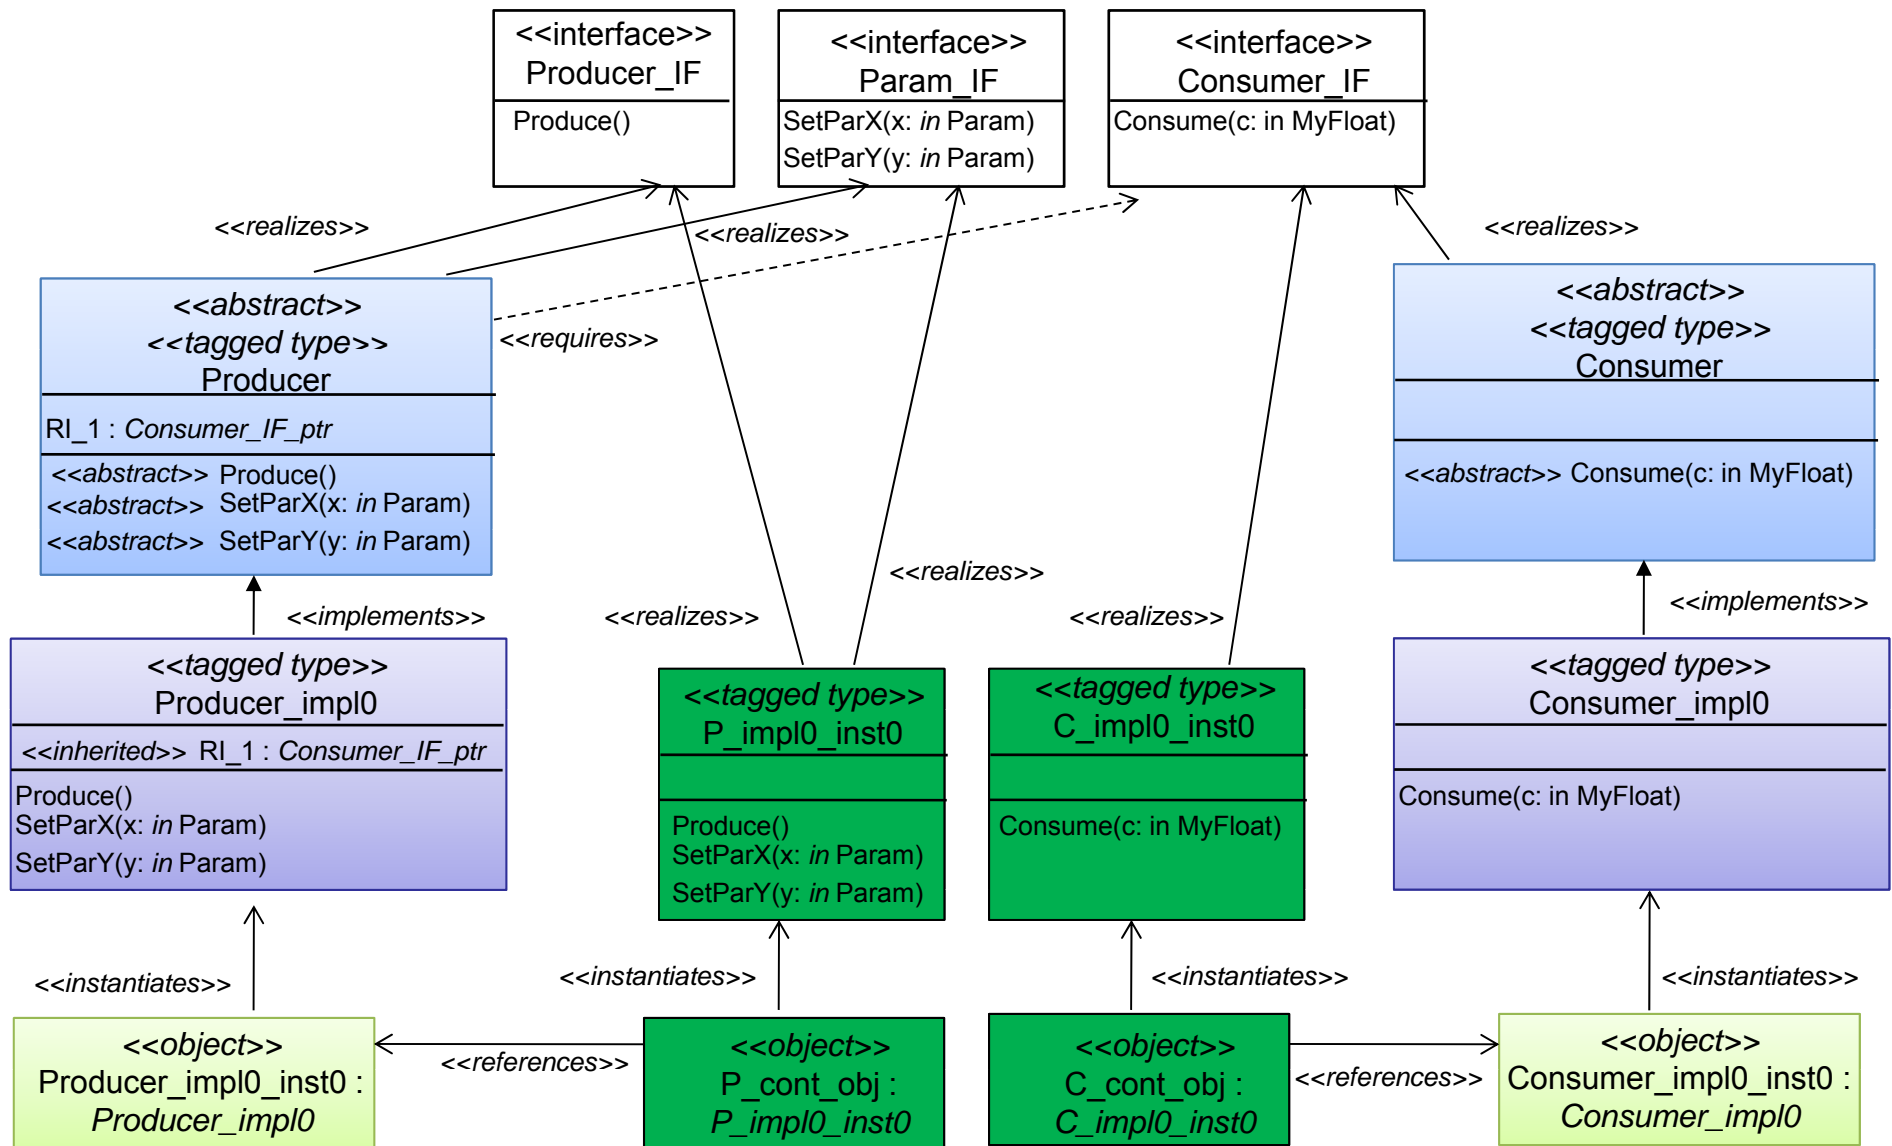 <<interface>>
Producer_IF
Produce()
<<interface>>
Param_IF
SetParX(x: in Param)
SetParY(y: in Param)
<<interface>>
Consumer_IF
Consume(c: in MyFloat)
<<realizes>>
<<realizes>>
<<realizes>>
<<requires>>
<<abstract>>
<<tagged type>>
Producer
RI_1 : Consumer_IF_ptr
<<abstract>> Produce()
<<abstract>> SetParX(x: in Param)
<<abstract>> SetParY(y: in Param)
<<abstract>>
<<tagged type>>
Consumer
<<abstract>> Consume(c: in MyFloat)
<<implements>>
<<realizes>>
<<realizes>>
<<realizes>>
<<implements>>
<<tagged type>>
Producer_impl0
<<inherited>> RI_1 : Consumer_IF_ptr
Produce()
SetParX(x: in Param)
SetParY(y: in Param)
<<tagged type>>
P_impl0_inst0
Produce()
SetParX(x: in Param)
SetParY(y: in Param)
<<tagged type>>
C_impl0_inst0
Consume(c: in MyFloat)
<<tagged type>>
Consumer_impl0
Consume(c: in MyFloat)
<<instantiates>>
<<instantiates>>
<<instantiates>>
<<instantiates>>
<<object>>
Producer_impl0_inst0 :
Producer_impl0
<<references>>
<<object>>
P_cont_obj :
P_impl0_inst0
<<object>>
C_cont_obj :
C_impl0_inst0
<<references>>
<<object>>
Consumer_impl0_inst0 :
Consumer_impl0